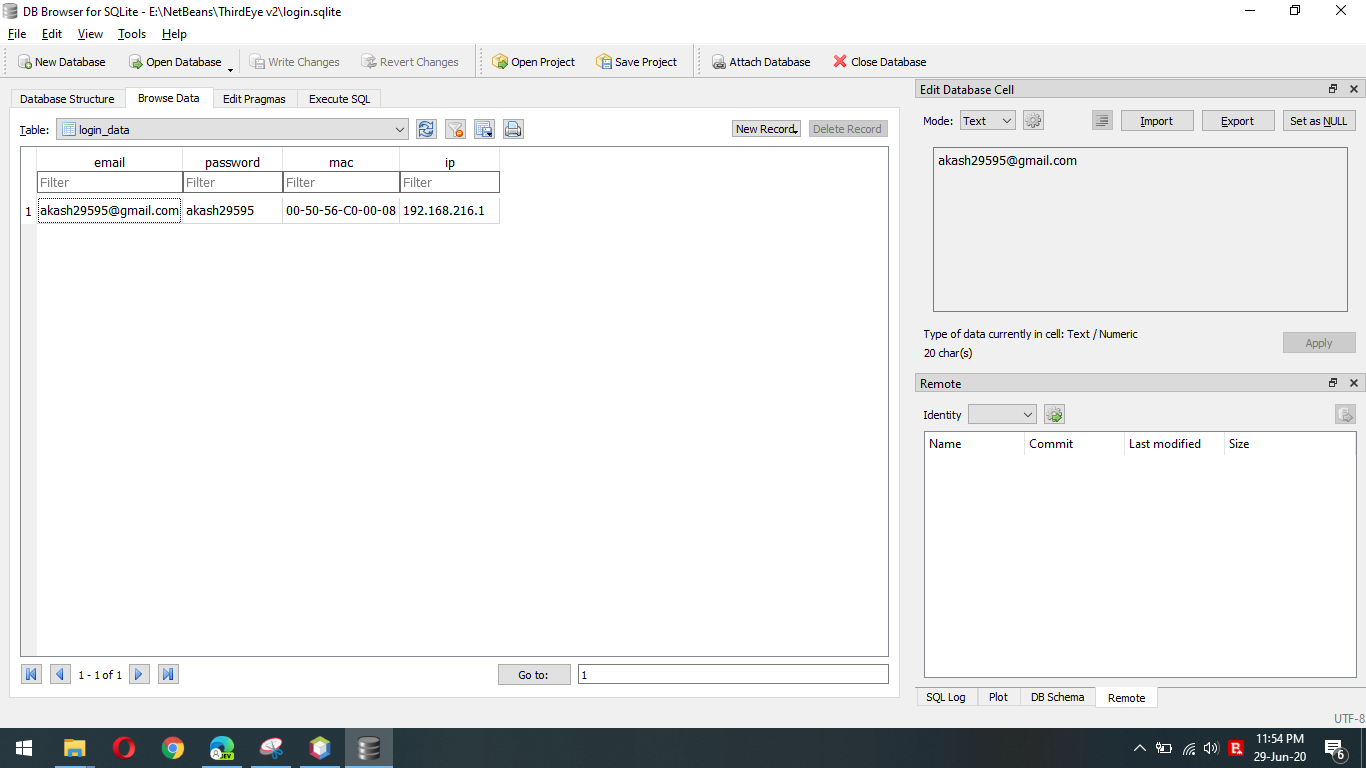 DB Browser for SQLite - E:\NetBeans\ThirdEye v2\login.sqlite
File Edit View Tools Help
New Database Open Database Write Changes Revert Changes Open Project Save Project Attach Database Close Database
Database Structure Browse Data Edit Pragmas Execute SQL
Table: login_data New Record Delete Record
email password mac ip
Filter Filter Filter Filter
1 akash29595@gmail.com akash29595 00-50-56-C0-00-08 192.168.216.1
1 - 1 of 1 Go to: 1
Edit Database Cell
Mode: Text Import Export Set as NULL
akash29595@gmail.com
Type of data currently in cell: Text / Numeric
20 char(s)
Apply
Remote
Identity
Name Commit Last modified Size
SQL Log Plot DB Schema Remote
UTF-8
JEV
11:54 PM
29-Jun-20
6